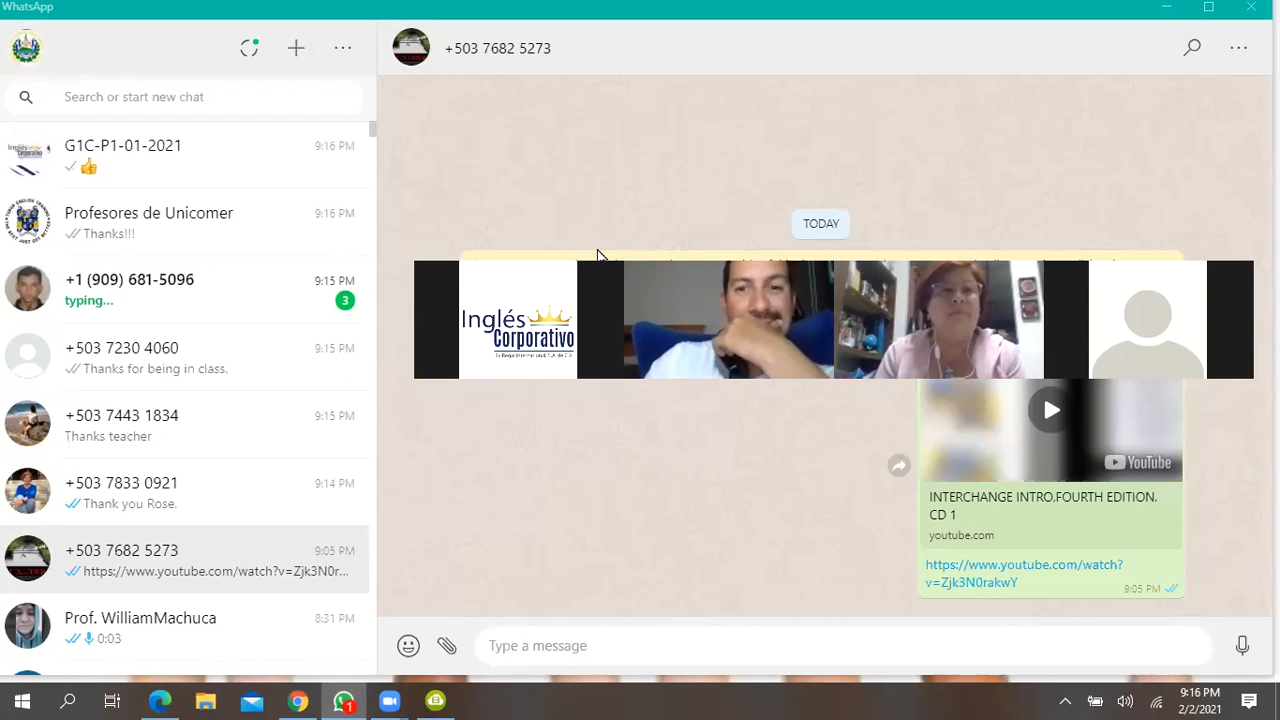 WhatsApp
Search or start new chat
G1C-P1-01-2021
9:16 PM
👍
Profesores de Unicomer
9:16 PM
Thanks!!!
+1 (909) 681-5096
9:15 PM
typing...
3
+503 7230 4060
9:15 PM
Thanks for being in class.
+503 7443 1834
9:15 PM
Thanks teacher
+503 7833 0921
9:14 PM
Thank you Rose.
+503 7682 5273
9:05 PM
https://www.youtube.com/watch?v=Zjk3N0r...
Prof. WilliamMachuca
8:31 PM
0:03
+503 7682 5273
TODAY
Inglés
Corporativo
YouTube
INTERCHANGE INTRO,FOURTH EDITION.
CD 1
youtube.com
https://www.youtube.com/watch?
v=Zjk3N0rakwY
9:05 PM
Type a message
1
9:16 PM
2/2/2021